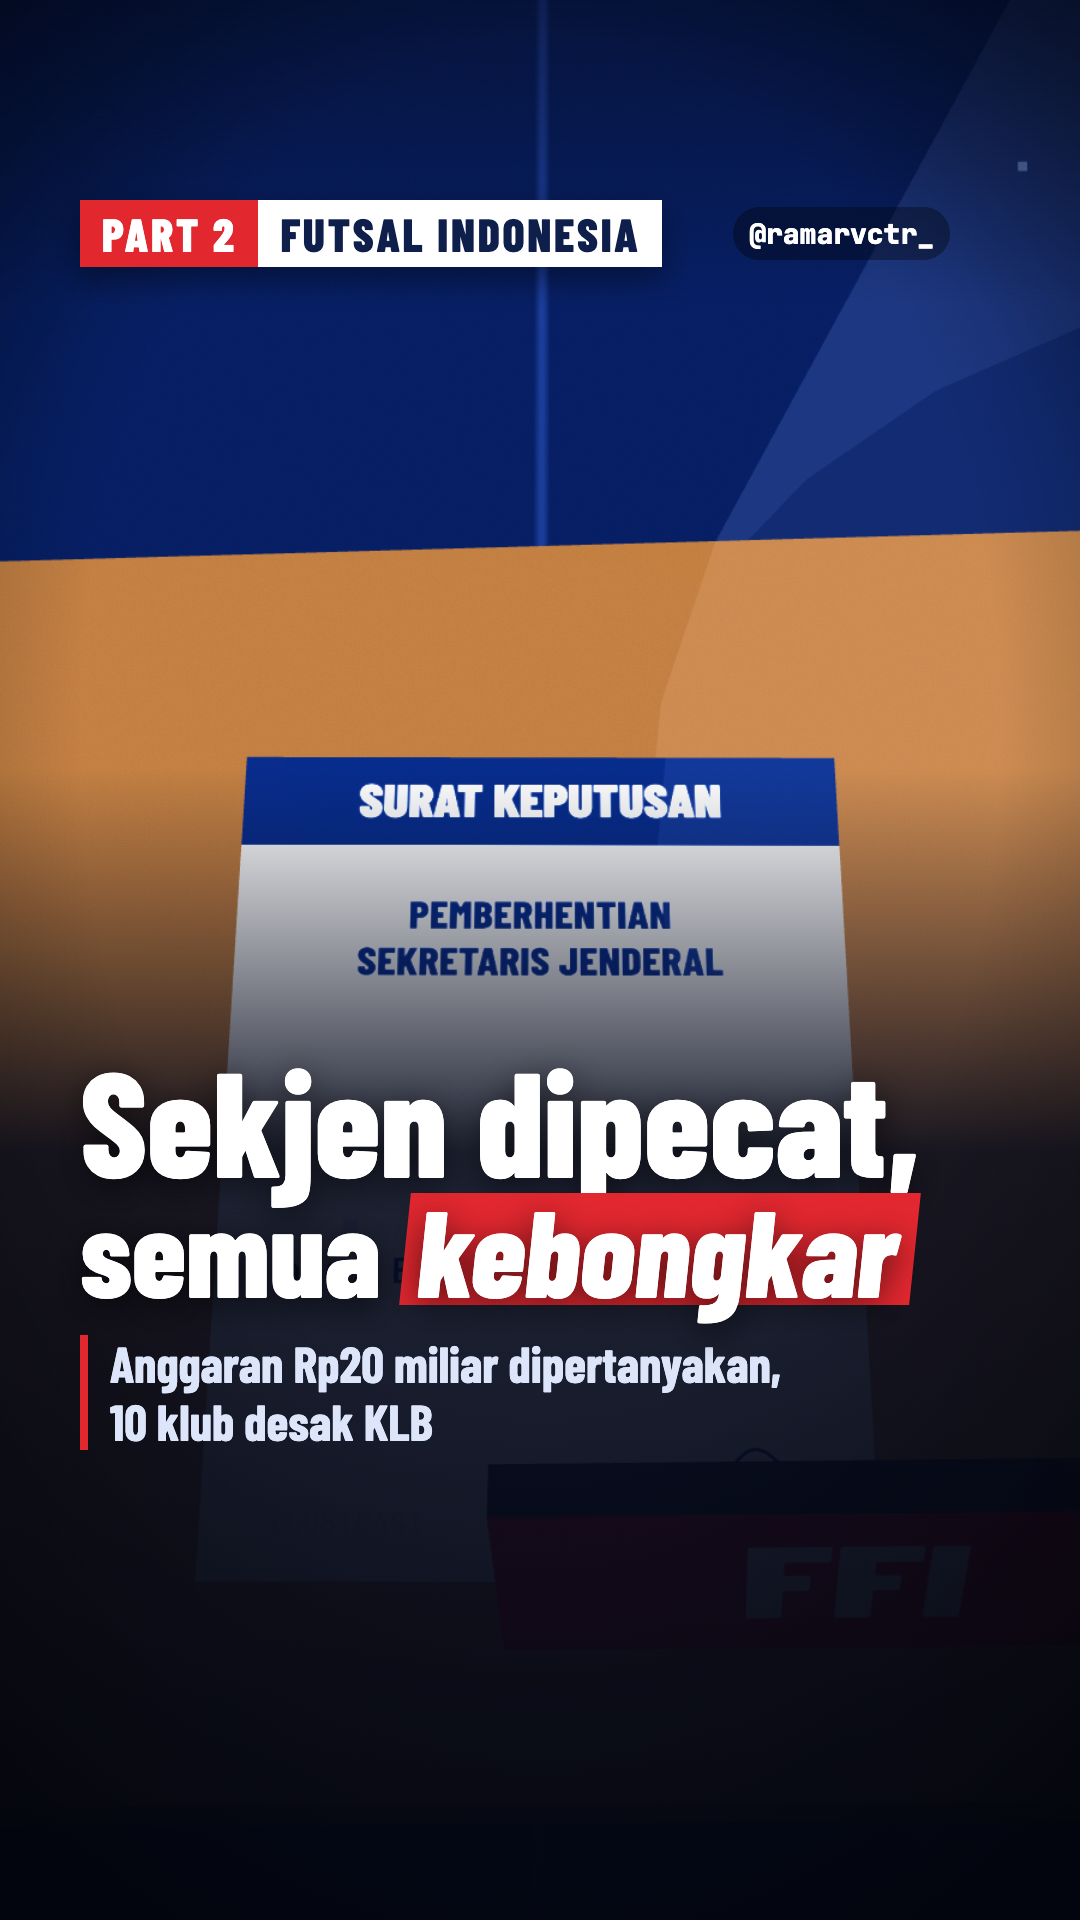 PART 2 FUTSAL INDONESIA
@ramarvctr_
SURAT KEPUTUSAN
PEMBERHENTIAN
SEKRETARIS JENDERAL
Sekjen dipecat,
semua kebongkar
Anggaran Rp20 miliar dipertanyakan,
10 klub desak KLB
FFI